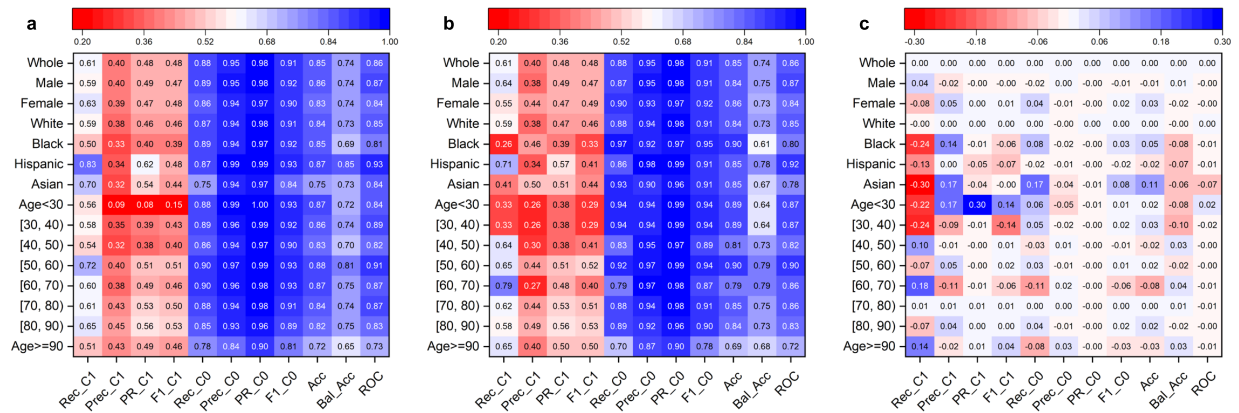 a
0.20 0.36 0.52 0.68 0.84 1.00
Whole 0.61 0.40 0.48 0.48 0.88 0.95 0.98 0.91 0.85 0.74 0.86
Male 0.59 0.40 0.49 0.47 0.89 0.95 0.98 0.92 0.86 0.74 0.87
Female 0.63 0.39 0.47 0.48 0.86 0.94 0.97 0.90 0.83 0.74 0.84
White 0.59 0.38 0.46 0.46 0.87 0.94 0.98 0.91 0.84 0.73 0.85
Black 0.50 0.33 0.40 0.39 0.89 0.94 0.97 0.92 0.85 0.69 0.81
Hispanic 0.83 0.34 0.62 0.48 0.87 0.99 0.99 0.93 0.87 0.85 0.93
Asian 0.70 0.32 0.54 0.44 0.75 0.94 0.97 0.84 0.75 0.73 0.84
Age<30 0.56 0.09 0.08 0.15 0.88 0.99 1.00 0.93 0.88 0.72 0.84
[30, 40) 0.58 0.35 0.39 0.43 0.89 0.96 0.98 0.92 0.86 0.74 0.87
[40, 50) 0.54 0.32 0.38 0.40 0.86 0.94 0.96 0.90 0.83 0.70 0.82
[50, 60) 0.72 0.40 0.51 0.51 0.90 0.97 0.99 0.93 0.88 0.81 0.91
[60, 70) 0.60 0.38 0.49 0.46 0.90 0.96 0.98 0.93 0.87 0.75 0.87
[70, 80) 0.61 0.43 0.53 0.50 0.88 0.94 0.98 0.91 0.84 0.75 0.87
[80, 90) 0.65 0.45 0.56 0.53 0.85 0.93 0.96 0.89 0.82 0.75 0.83
Age>=90 0.51 0.43 0.49 0.46 0.78 0.84 0.90 0.81 0.72 0.65 0.73
Rec_C1 Prec_C1 PR_C1 F1_C1 Rec_C0 Prec_C0 PR_C0 F1_C0 Acc Bal_Acc ROC
b
0.20 0.36 0.52 0.68 0.84 1.00
Whole 0.61 0.40 0.48 0.48 0.88 0.95 0.98 0.91 0.85 0.74 0.86
Male 0.64 0.38 0.49 0.47 0.87 0.95 0.98 0.91 0.84 0.75 0.87
Female 0.55 0.44 0.47 0.49 0.90 0.93 0.97 0.92 0.86 0.73 0.84
White 0.59 0.38 0.46 0.46 0.87 0.94 0.98 0.91 0.84 0.73 0.85
Black 0.26 0.46 0.39 0.33 0.97 0.92 0.97 0.95 0.90 0.61 0.80
Hispanic 0.71 0.34 0.57 0.41 0.86 0.98 0.99 0.92 0.85 0.78 0.92
Asian 0.41 0.50 0.51 0.44 0.93 0.90 0.96 0.92 0.85 0.67 0.78
Age<30 0.33 0.26 0.38 0.29 0.94 0.94 0.99 0.94 0.89 0.64 0.87
[30, 40) 0.33 0.26 0.38 0.29 0.94 0.94 0.98 0.94 0.89 0.64 0.87
[40, 50) 0.64 0.30 0.38 0.41 0.83 0.95 0.97 0.89 0.81 0.73 0.82
[50, 60) 0.65 0.44 0.51 0.52 0.92 0.97 0.99 0.94 0.90 0.79 0.90
[60, 70) 0.79 0.27 0.48 0.40 0.79 0.97 0.98 0.87 0.79 0.79 0.86
[70, 80) 0.62 0.44 0.53 0.51 0.88 0.94 0.98 0.91 0.85 0.75 0.86
[80, 90) 0.58 0.49 0.56 0.53 0.89 0.92 0.96 0.90 0.84 0.73 0.83
Age>=90 0.65 0.40 0.50 0.50 0.70 0.87 0.90 0.78 0.69 0.68 0.72
Rec_C1 Prec_C1 PR_C1 F1_C1 Rec_C0 Prec_C0 PR_C0 F1_C0 Acc Bal_Acc ROC
c
-0.30 -0.18 -0.06 0.06 0.18 0.30
Whole 0.00 0.00 0.00 0.00 0.00 0.00 0.00 0.00 0.00 0.00 0.00
Male 0.04 -0.02 -0.00 -0.00 -0.02 0.00 -0.00 -0.01 -0.01 0.01 -0.00
Female -0.08 0.05 0.00 0.01 0.04 -0.01 -0.00 0.02 0.03 -0.02 -0.00
White -0.00 0.00 0.00 0.00 0.00 -0.00 -0.00 0.00 0.00 -0.00 -0.00
Black -0.24 0.14 -0.01 -0.06 0.08 -0.02 -0.00 0.03 0.05 -0.08 -0.01
Hispanic -0.13 0.00 -0.05 -0.07 -0.02 -0.01 -0.00 -0.01 -0.02 -0.07 -0.01
Asian -0.30 0.17 -0.04 -0.00 0.17 -0.04 -0.01 0.08 0.11 -0.06 -0.07
Age<30 -0.22 0.17 0.30 0.14 0.06 -0.05 -0.00 0.00 0.02 -0.08 0.02
[30, 40) -0.24 -0.09 -0.01 -0.14 0.04 -0.02 -0.00 0.02 0.02 -0.10 -0.00
[40, 50) 0.10 -0.01 -0.00 0.01 -0.03 0.01 0.00 -0.01 -0.02 0.03 -0.00
[50, 60) -0.07 0.05 -0.00 0.01 0.02 -0.01 -0.00 0.01 0.02 -0.02 -0.00
[60, 70) 0.18 -0.11 -0.01 -0.06 -0.11 0.02 -0.00 -0.06 -0.08 0.04 -0.01
[70, 80) 0.01 0.01 -0.00 0.01 0.00 0.00 -0.00 0.00 0.00 0.00 -0.01
[80, 90) -0.07 0.04 -0.00 0.00 0.04 -0.01 -0.00 0.02 0.02 -0.01 -0.00
Age>=90 0.14 -0.02 0.01 0.04 -0.08 0.03 -0.00 -0.03 -0.03 0.03 -0.01
Rec_C1 Prec_C1 PR_C1 F1_C1 Rec_C0 Prec_C0 PR_C0 F1_C0 Acc Bal_Acc ROC